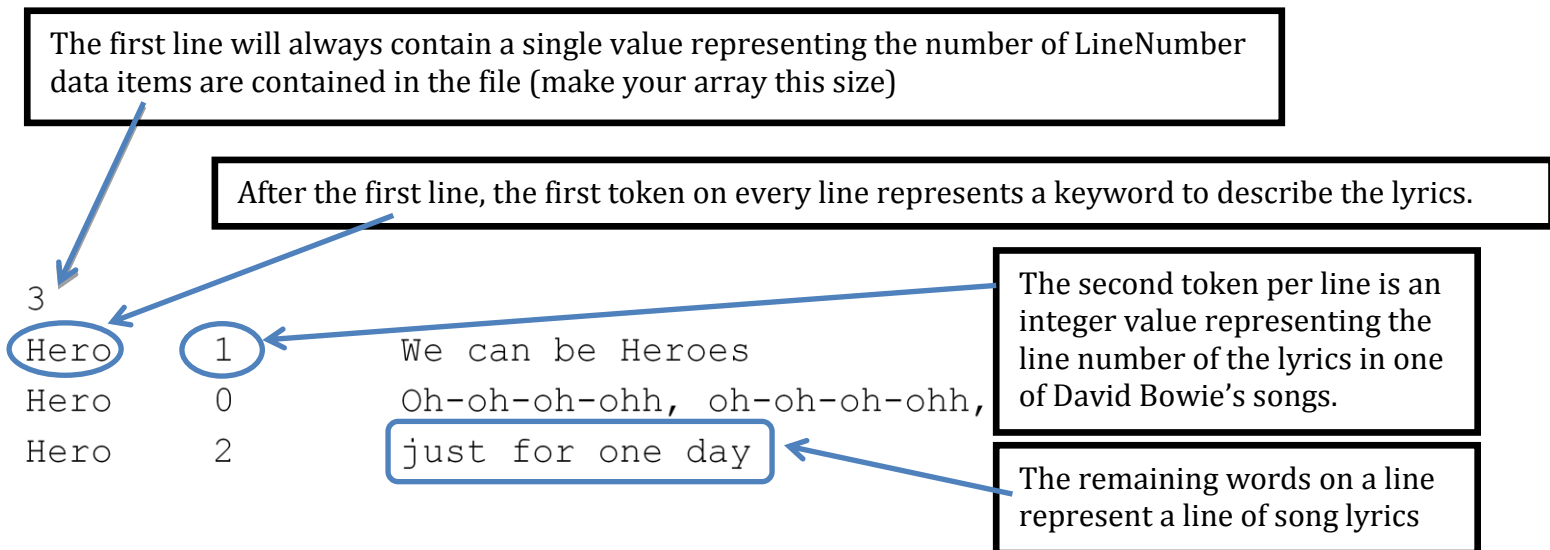 The first line will always contain a single value representing the number of LineNumber
data items are contained in the file (make your array this size)
After the first line, the first token on every line represents a keyword to describe the lyrics.
3
Hero 1 We can be Heroes
Hero 0 Oh-oh-oh-ohh, oh-oh-oh-ohh,
Hero 2 just for one day
The second token per line is an
integer value representing the
line number of the lyrics in one
of David Bowie’s songs.
The remaining words on a line
represent a line of song lyrics